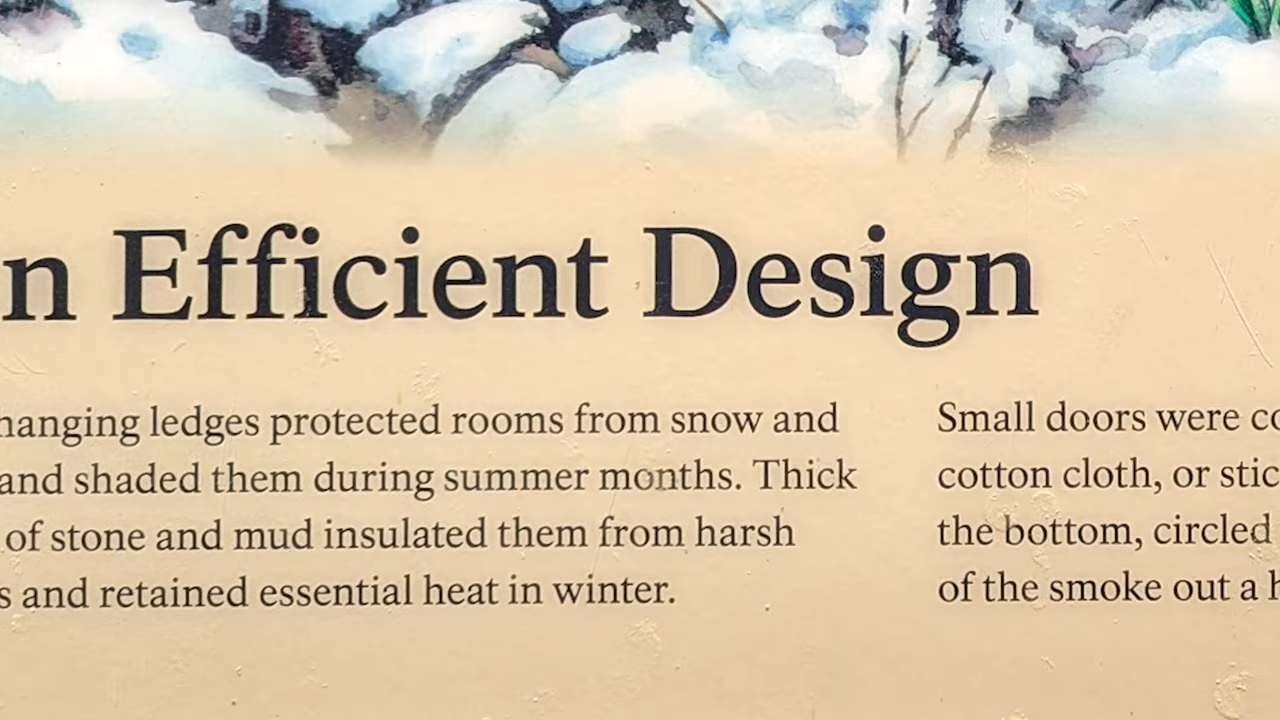 n Efficient Design
hanging ledges protected rooms from snow and
and shaded them during summer months. Thick
of stone and mud insulated them from harsh
s and retained essential heat in winter.
Small doors were co
cotton cloth, or stic
the bottom, circled
of the smoke out a h